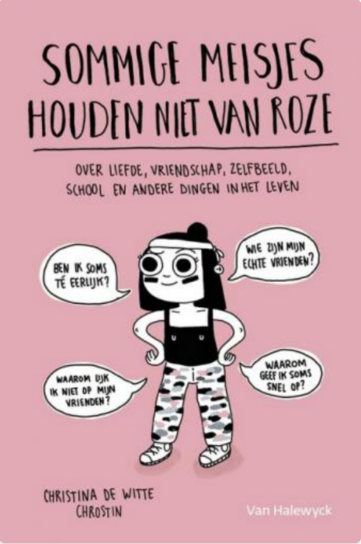 SOMMIGE MEISJES
HOUDEN NIET VAN ROZE
OVER LIEFDE, VRIENDSCHAP, ZELFBEELD,
SCHOOL EN ANDERE DINGEN IN HET LEVEN
BEN IK SOMS
TÉ EERLIJK?
WIE ZIJN MIJN
ECHTE VRIENDEN?
WAAROM LIJK
IK NIET OP MIJN
VRIENDEN?
WAAROM
GEEF IK SOMS
SNEL OP?
CHRISTINA DE WITTE
CHROSTIN
Van Halewyck